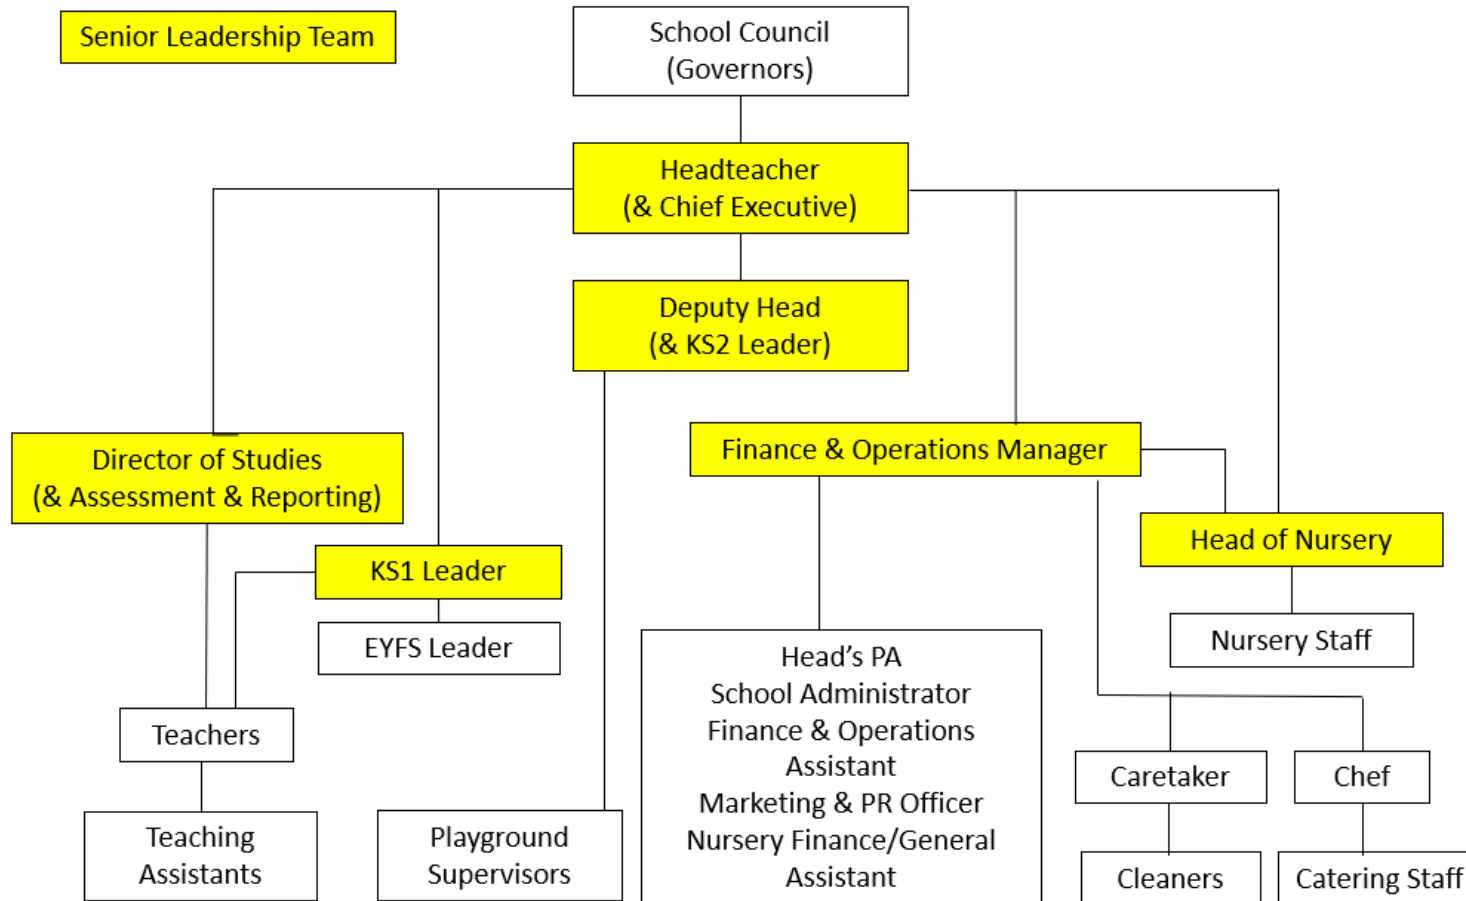 Senior Leadership Team
School Council
(Governors)
Headteacher
(& Chief Executive)
Deputy Head
(& KS2 Leader)
Director of Studies
(& Assessment & Reporting)
Finance & Operations Manager
KS1 Leader
Head of Nursery
EYFS Leader
Nursery Staff
Head’s PA
School Administrator
Finance & Operations
Assistant
Marketing & PR Officer
Nursery Finance/General
Assistant
Teachers
Caretaker
Chef
Teaching
Assistants
Playground
Supervisors
Cleaners
Catering Staff